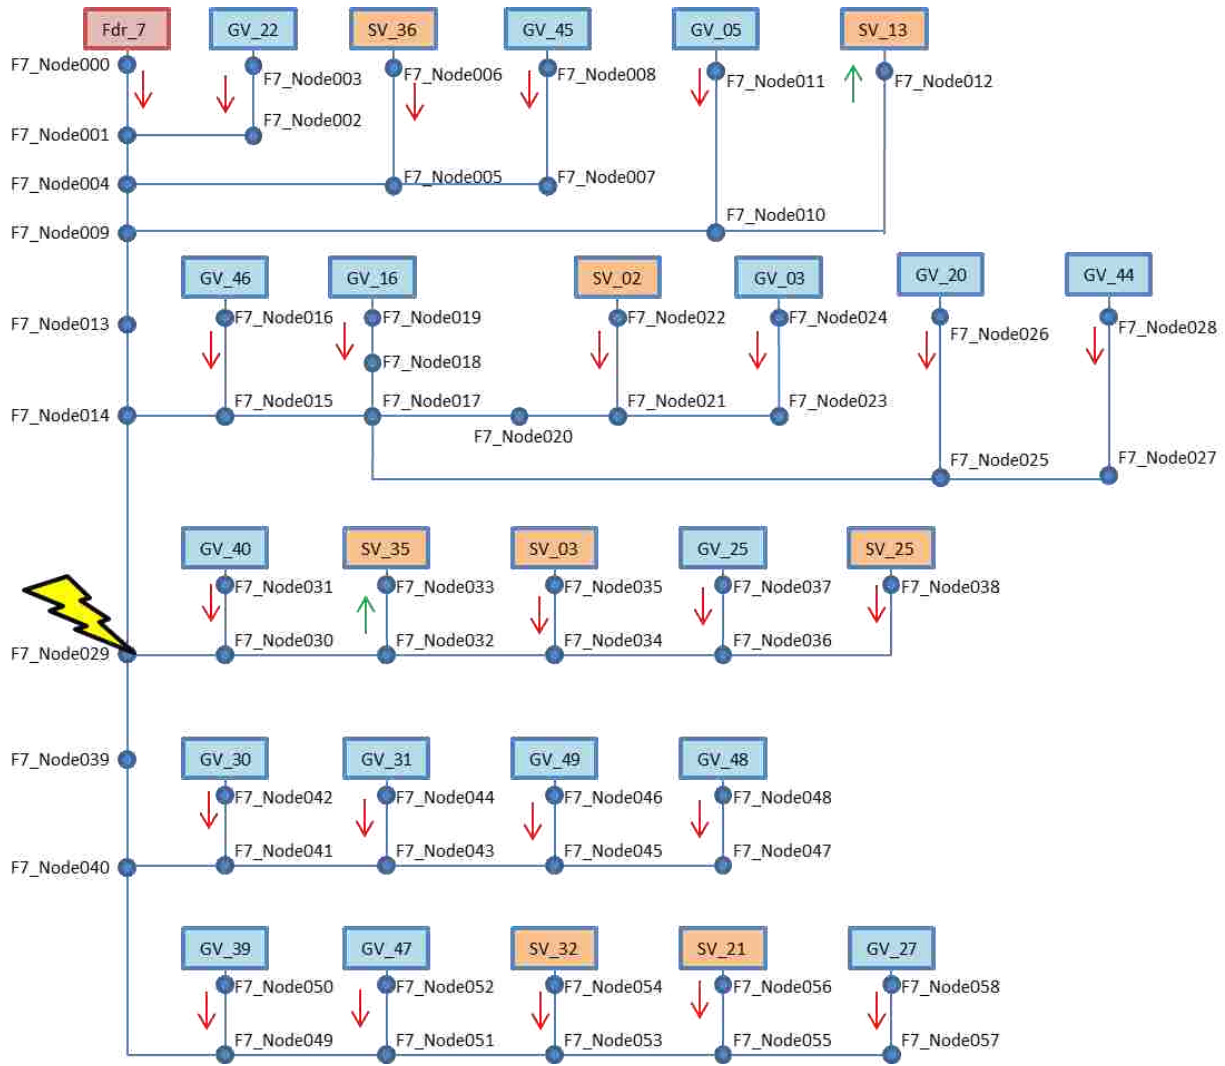 Fdr_7 GV_22 SV_36 GV_45 GV_05 SV_13
F7_Node000 F7_Node003 F7_Node006 F7_Node008 F7_Node011 F7_Node012
F7_Node001 F7_Node002
F7_Node004 F7_Node005 F7_Node007
F7_Node009 F7_Node010
GV_46 GV_16 SV_02 GV_03 GV_20 GV_44
F7_Node013 F7_Node016 F7_Node019 F7_Node022 F7_Node024 F7_Node026 F7_Node028
F7_Node018
F7_Node014 F7_Node015 F7_Node017 F7_Node021 F7_Node023
F7_Node020
F7_Node025 F7_Node027
GV_40 SV_35 SV_03 GV_25 SV_25
F7_Node031 F7_Node033 F7_Node035 F7_Node037 F7_Node038
F7_Node029 F7_Node030 F7_Node032 F7_Node034 F7_Node036
F7_Node039 GV_30 GV_31 GV_49 GV_48
F7_Node042 F7_Node044 F7_Node046 F7_Node048
F7_Node040 F7_Node041 F7_Node043 F7_Node045 F7_Node047
GV_39 GV_47 SV_32 SV_21 GV_27
F7_Node050 F7_Node052 F7_Node054 F7_Node056 F7_Node058
F7_Node049 F7_Node051 F7_Node053 F7_Node055 F7_Node057